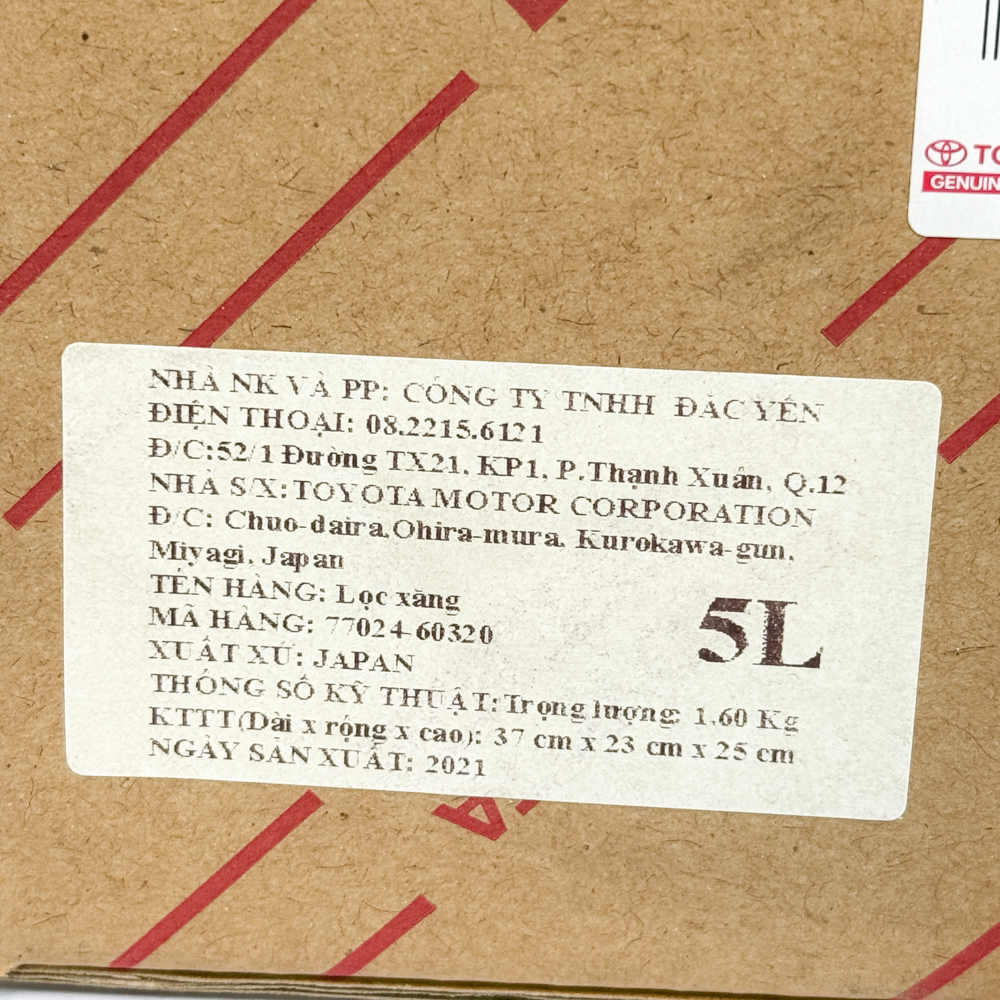 GENUIN
NHÀ NK VÀ PP: CÔNG TY TNHH ĐẮC YẾN
ĐIỆN THOẠI: 08.2215.6121
Đ/C:52/1 Đường TX21, KP1, P.Thạnh Xuân, Q.12
NHÀ S/X:TOYOTA MOTOR CORPORATION
Đ/C: Chuo-daira,Ohira-mura, Kurokawa-gun,
Miyagi, Japan
TÊN HÀNG: Lọc xăng
MÃ HÀNG: 77024-60320
5L
XUẤT XỨ: JAPAN
THÔNG SỐ KỸ THUẬT:Trọng lượng: 1,60 Kg
KTTT(Dài x rộng x cao): 37 cm x 23 cm x 25 cm
NGÀY SẢN XUẤT: 2021